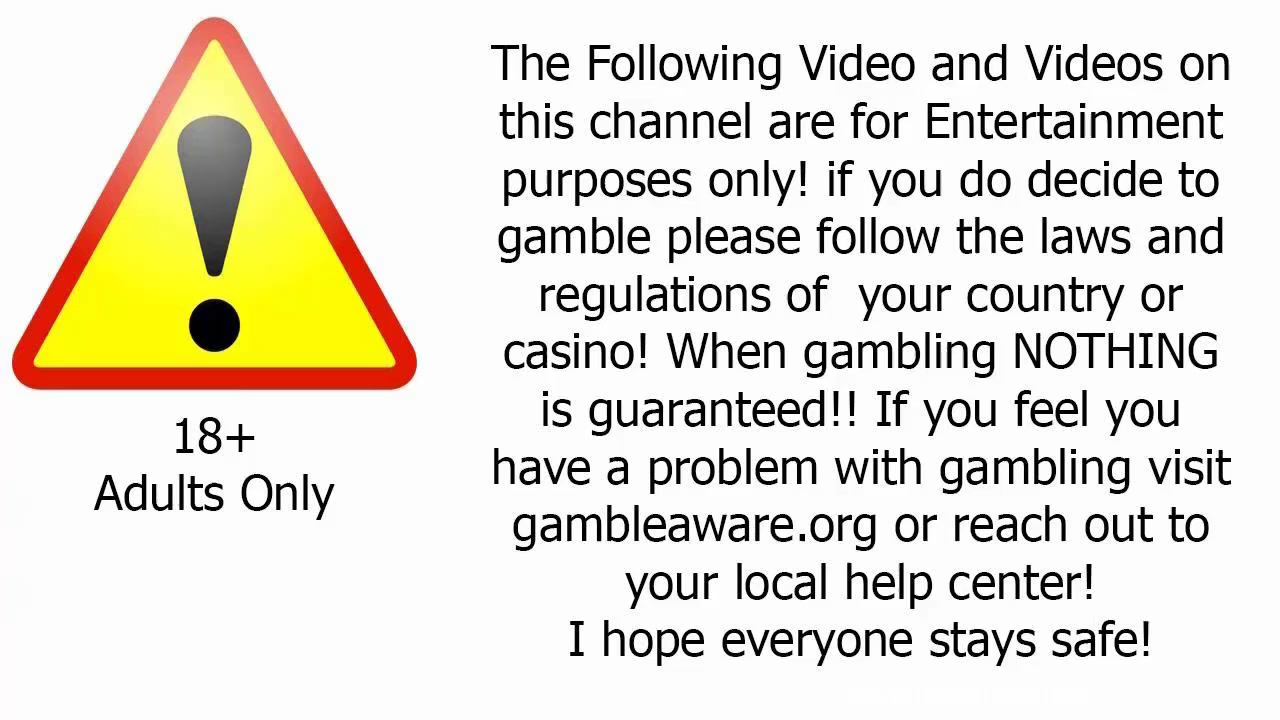 18+
Adults Only
The Following Video and Videos on
this channel are for Entertainment
purposes only! if you do decide to
gamble please follow the laws and
regulations of  your country or
casino! When gambling NOTHING
is guaranteed!! If you feel you
have a problem with gambling visit
gambleaware.org or reach out to
your local help center!
I hope everyone stays safe!